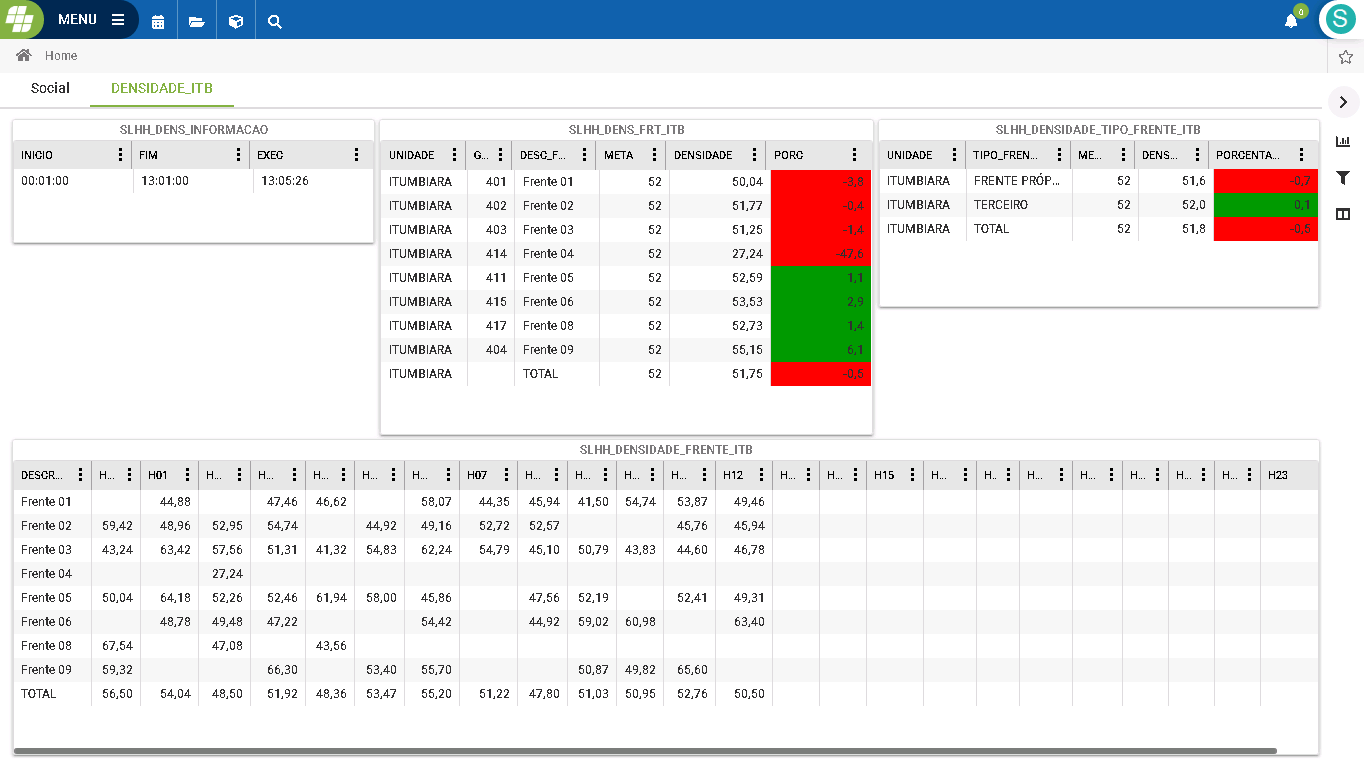 MENU
0
S
Home
Social DENSIDADE_ITB
SLHH_DENS_INFORMACAO
INICIO FIM EXEC
00:01:00 13:01:00 13:05:26
SLHH_DENS_FRT_ITB
UNIDADE G... DESC_F... META DENSIDADE PORC
ITUMBIARA 401 Frente 01 52 50,04 -3,8
ITUMBIARA 402 Frente 02 52 51,77 -0,4
ITUMBIARA 403 Frente 03 52 51,25 -1,4
ITUMBIARA 414 Frente 04 52 27,24 -47,6
ITUMBIARA 411 Frente 05 52 52,59 1,1
ITUMBIARA 415 Frente 06 52 53,53 2,9
ITUMBIARA 417 Frente 08 52 52,73 1,4
ITUMBIARA 404 Frente 09 52 55,15 6,1
ITUMBIARA TOTAL 52 51,75 -0,5
SLHH_DENSIDADE_TIPO_FRENTE_ITB
UNIDADE TIPO_FREN... ME... DENS... PORCENTA...
ITUMBIARA FRENTE PRÓP... 52 51,6 -0,7
ITUMBIARA TERCEIRO 52 52,0 0,1
ITUMBIARA TOTAL 52 51,8 -0,5
SLHH_DENSIDADE_FRENTE_ITB
DESCR... H... H01 H... H... H... H... H... H07 H... H... H... H... H12 H... H... H15 H... H... H... H... H... H... H... H23
Frente 01 44,88 47,46 46,62 58,07 44,35 45,94 41,50 54,74 53,87 49,46
Frente 02 59,42 48,96 52,95 54,74 44,92 49,16 52,72 52,57 45,76 45,94
Frente 03 43,24 63,42 57,56 51,31 41,32 54,83 62,24 54,79 45,10 50,79 43,83 44,60 46,78
Frente 04 27,24
Frente 05 50,04 64,18 52,26 52,46 61,94 58,00 45,86 47,56 52,19 52,41 49,31
Frente 06 48,78 49,48 47,22 54,42 44,92 59,02 60,98 63,40
Frente 08 67,54 47,08 43,56
Frente 09 59,32 66,30 53,40 55,70 50,87 49,82 65,60
TOTAL 56,50 54,04 48,50 51,92 48,36 53,47 55,20 51,22 47,80 51,03 50,95 52,76 50,50